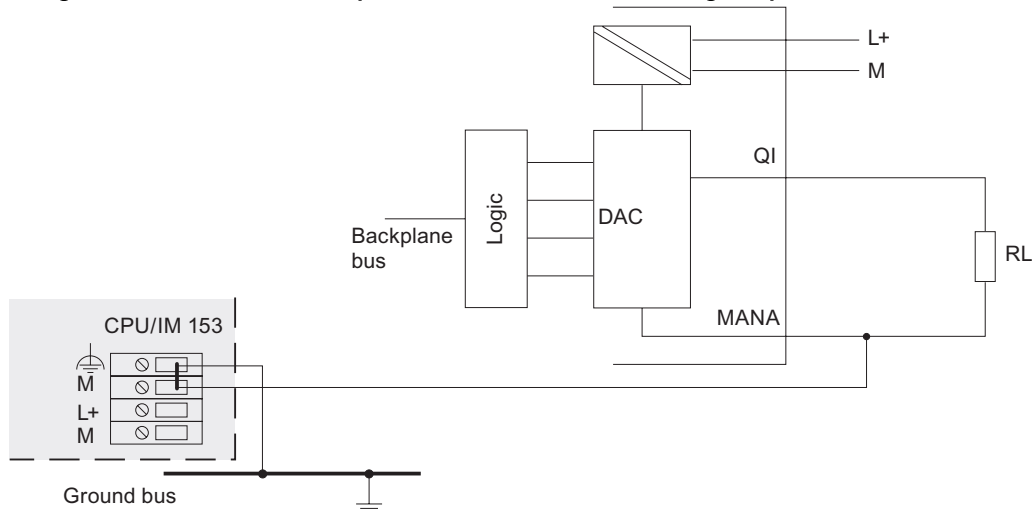 L+
M
QI
Logic
DAC
Backplane
bus
RL
MANA
CPU/IM 153
M
L+
M
Ground bus